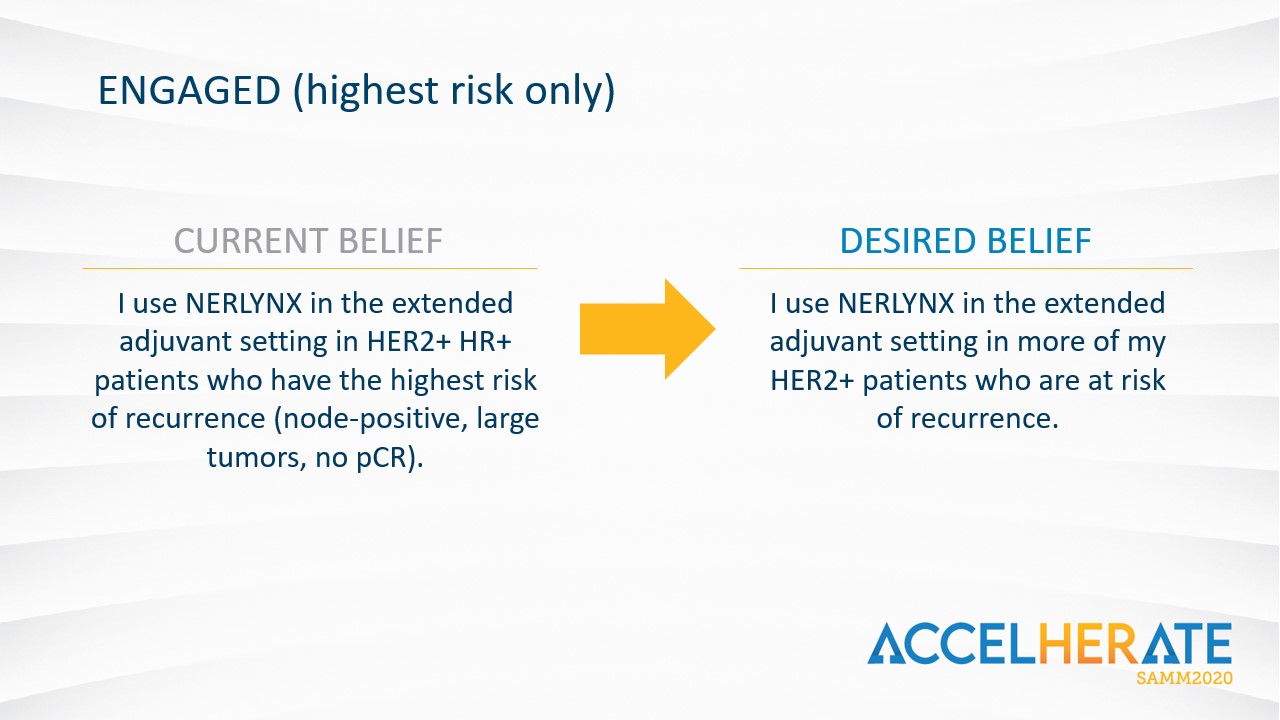 ENGAGED (highest risk only)
CURRENT BELIEF
I use NERLYNX in the extended
adjuvant setting in HER2+ HR+
patients who have the highest risk
of recurrence (node-positive, large
tumors, no pCR).
DESIRED BELIEF
I use NERLYNX in the extended
adjuvant setting in more of my
HER2+ patients who are at risk
of recurrence.
ACCELHERATE
SAMM2020